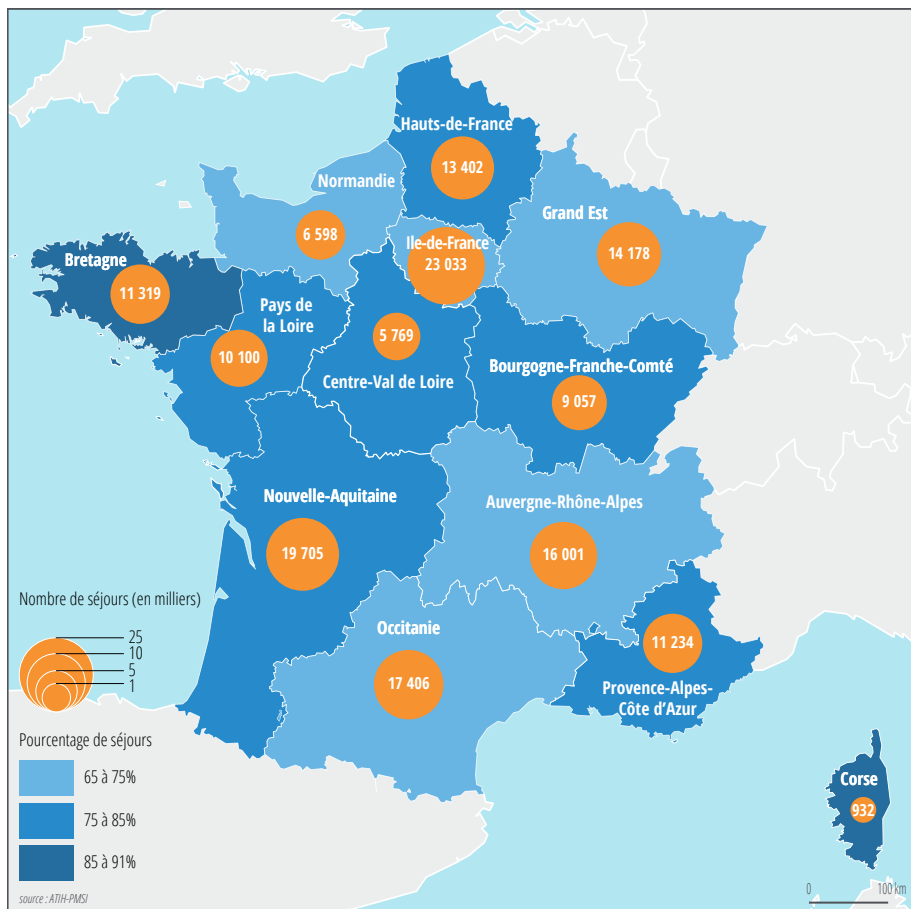 Hauts-de-France
13 402
Normandie
6 598
Ile-de-France
23 033
Grand Est
14 178
Bretagne
11 319
Pays de
la Loire
10 100
5 769
Centre-Val de Loire
Bourgogne-Franche-Comté
9 057
Nouvelle-Aquitaine
19 705
Auvergne-Rhône-Alpes
16 001
Occitanie
17 406
11 234
Provence-Alpes-
Côte d'Azur
Corse
932
Nombre de séjours (en milliers)
25
10
5
1
Pourcentage de séjours
65 à 75%
75 à 85%
85 à 91%
source : ATIH-PMSI
0 100 km